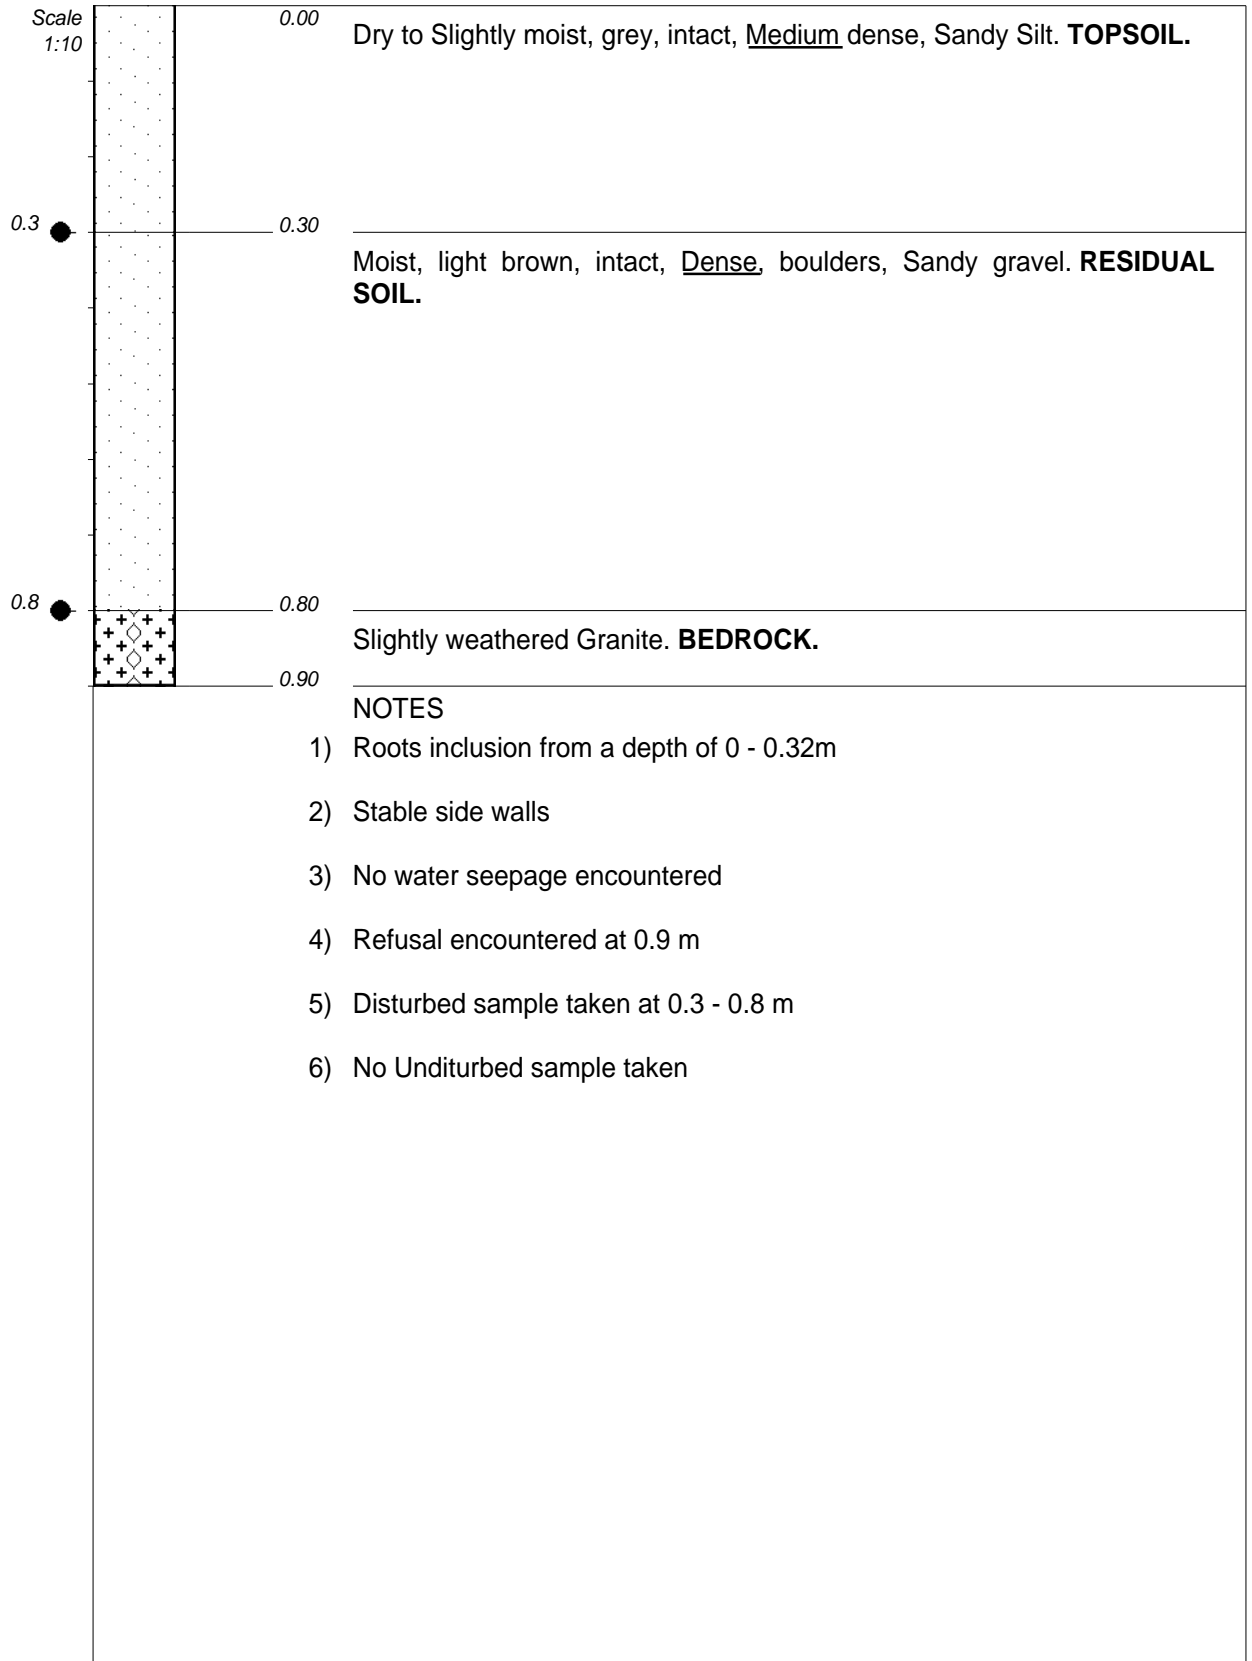 Scale
1:10
0.00
Dry to Slightly moist, grey, intact, Medium dense, Sandy Silt. TOPSOIL.
0.3
0.30
Moist, light brown, intact, Dense, boulders, Sandy gravel. RESIDUAL
SOIL.
0.8
0.80
Slightly weathered Granite. BEDROCK.
0.90
NOTES
1) Roots inclusion from a depth of 0 - 0.32m
2) Stable side walls
3) No water seepage encountered
4) Refusal encountered at 0.9 m
5) Disturbed sample taken at 0.3 - 0.8 m
6) No Unditurbed sample taken